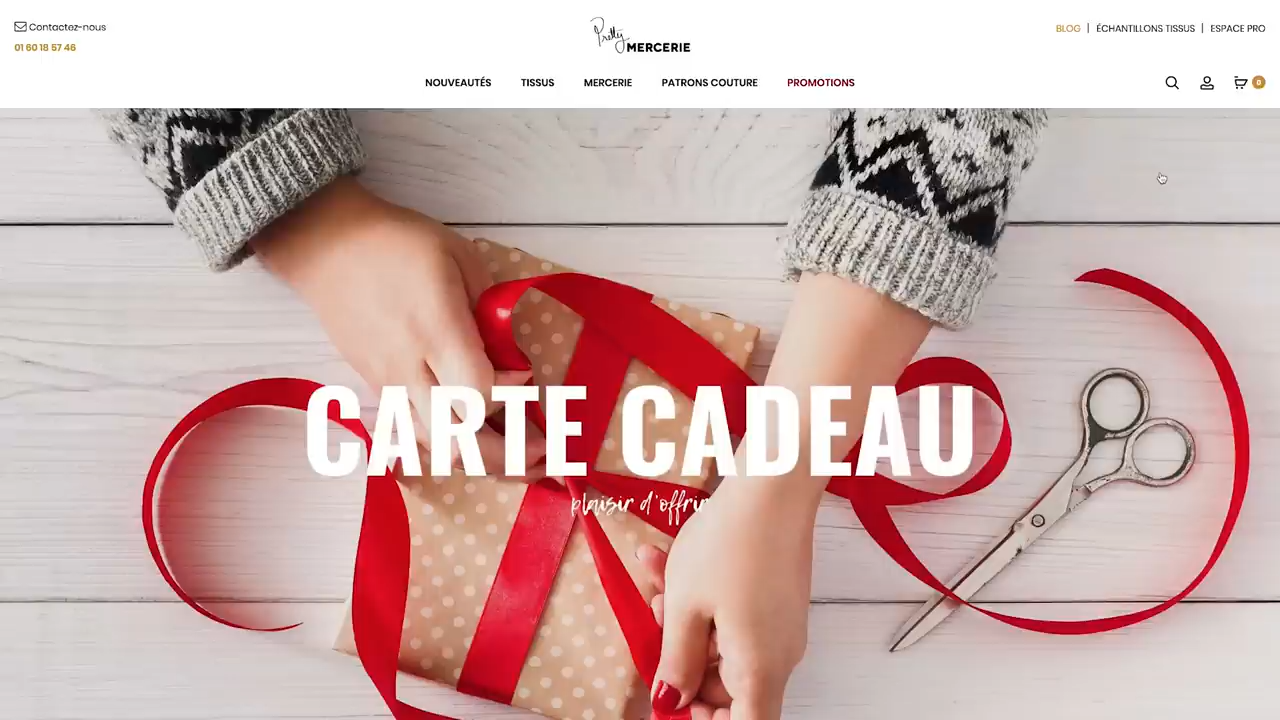 Contactez-nous
01 60 18 57 46
Pretty
MERCERIE
BLOG | ÉCHANTILLONS TISSUS | ESPACE PRO
NOUVEAUTÉS TISSUS MERCERIE PATRONS COUTURE PROMOTIONS
0
CARTE CADEAU
plaisir d'offrir